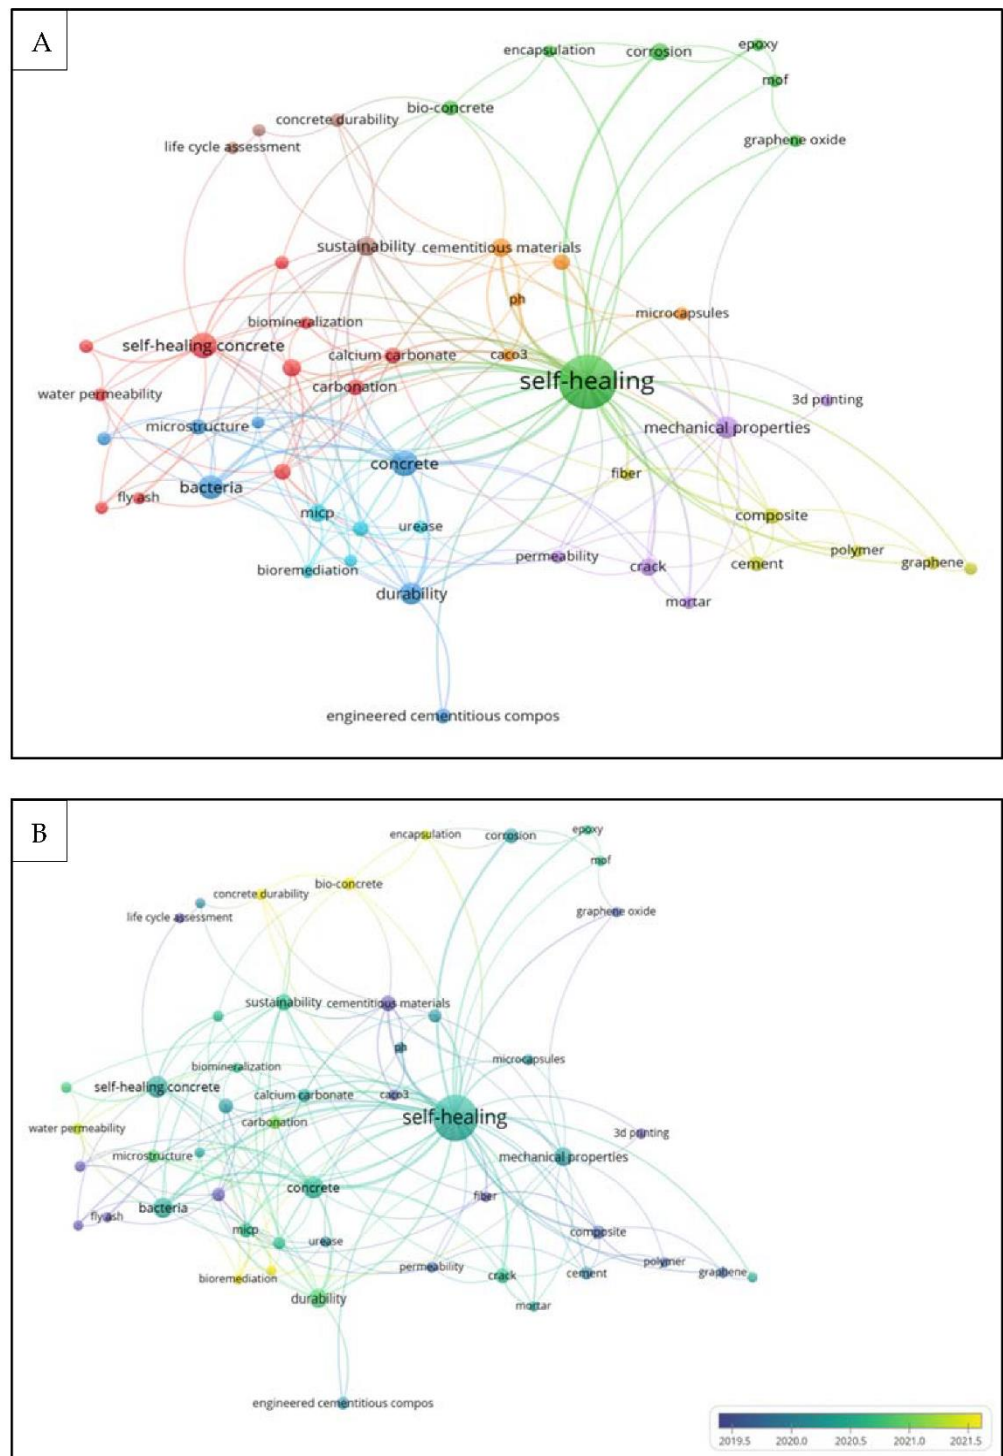 A
encapsulation
corrosion
epoxy
mof
bio-concrete
concrete durability
graphene oxide
life cycle assessment
sustainability
cementitious materials
ph
microcapsules
biomineralization
self-healing concrete
calcium carbonate
caco3
self-healing
carbonation
water permeability
3d printing
microstructure
mechanical properties
concrete
fiber
bacteria
fly ash
micp
composite
urease
permeability
polymer
bioremediation
crack
cement
graphene
durability
mortar
engineered cementitious compos
B
encapsulation
corrosion
epoxy
mof
bio-concrete
concrete durability
graphene oxide
life cycle assessment
sustainability
cementitious materials
ph
microcapsules
biomineralization
self-healing concrete
calcium carbonate
caco3
self-healing
carbonation
water permeability
3d printing
microstructure
mechanical properties
concrete
fiber
bacteria
fly ash
micp
composite
urease
permeability
polymer
bioremediation
crack
cement
graphene
durability
mortar
engineered cementitious compos
2019.5 2020.0 2020.5 2021.0 2021.5